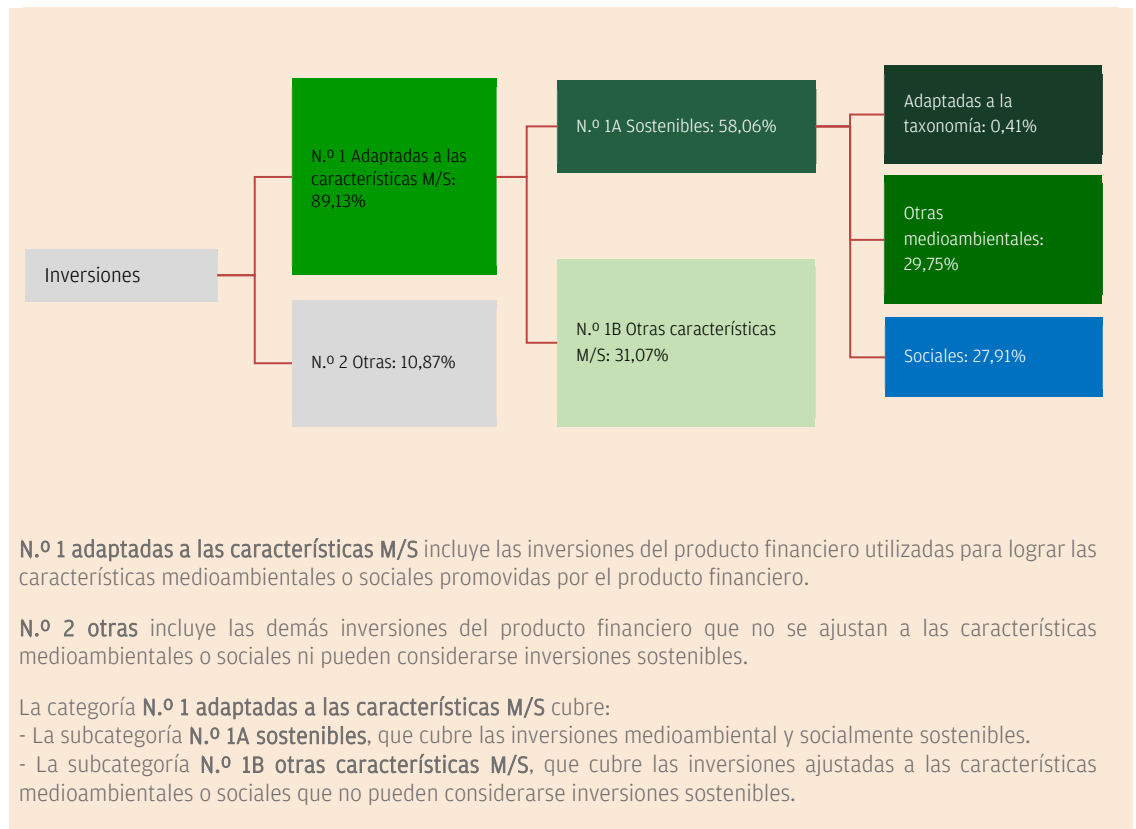 Inversiones
N.º 1 Adaptadas a las
características M/S:
89,13%
N.º 2 Otras: 10,87%
N.º 1A Sostenibles: 58,06%
N.º 1B Otras características
M/S: 31,07%
Adaptadas a la
taxonomía: 0,41%
Otras
medioambientales:
29,75%
Sociales: 27,91%
N.º 1 adaptadas a las características M/S incluye las inversiones del producto financiero utilizadas para lograr las
características medioambientales o sociales promovidas por el producto financiero.
N.º 2 otras incluye las demás inversiones del producto financiero que no se ajustan a las características
medioambientales o sociales ni pueden considerarse inversiones sostenibles.
La categoría N.º 1 adaptadas a las características M/S cubre:
- La subcategoría N.º 1A sostenibles, que cubre las inversiones medioambiental y socialmente sostenibles.
- La subcategoría N.º 1B otras características M/S, que cubre las inversiones ajustadas a las características
medioambientales o sociales que no pueden considerarse inversiones sostenibles.